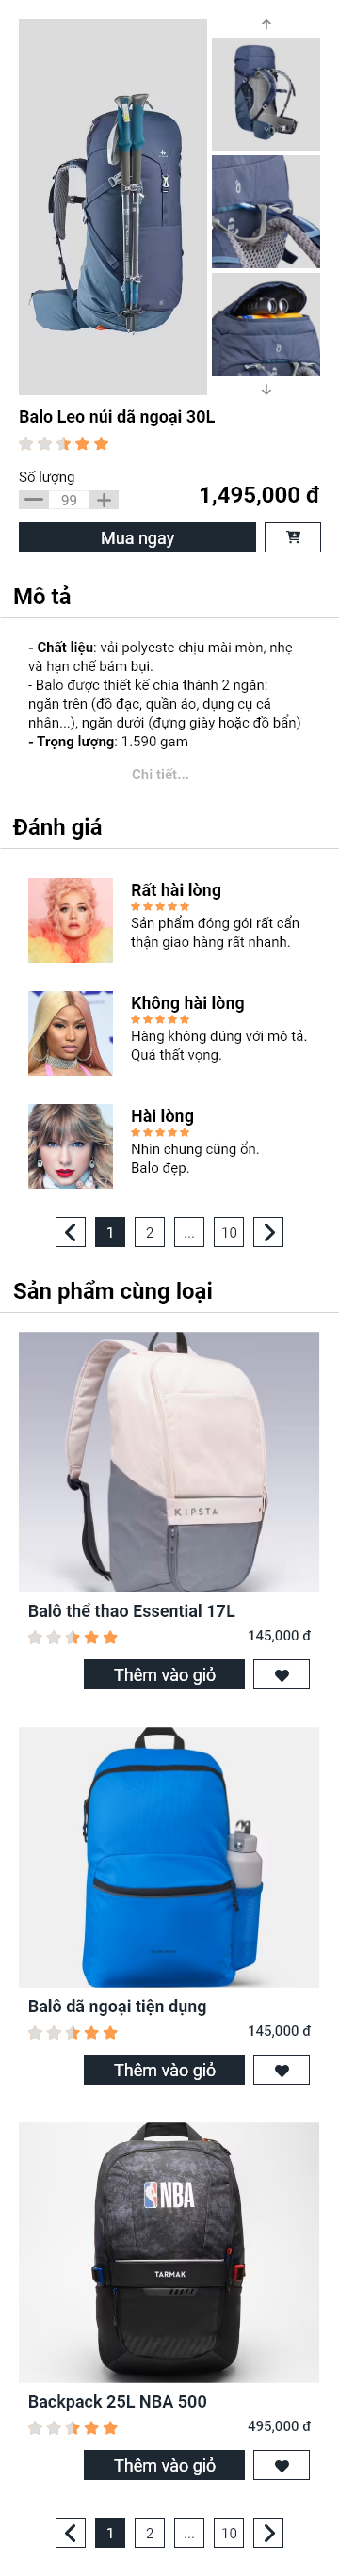 Balo Leo núi dã ngoại 30L
Số lượng
99
1,495,000 đ
Mua ngay
Mô tả
- Chất liệu: vải polyeste chịu mài mòn, nhẹ
và hạn chế bám bụi.
- Balo được thiết kế chia thành 2 ngăn:
ngăn trên (đồ đạc, quần áo, dụng cụ cá
nhân...), ngăn dưới (đựng giày hoặc đồ bẩn)
- Trọng lượng: 1.590 gam
Chi tiết...
Đánh giá
Rất hài lòng
Sản phẩm đóng gói rất cẩn
thận giao hàng rất nhanh.
Không hài lòng
Hàng không đúng với mô tả.
Quá thất vọng.
Hài lòng
Nhìn chung cũng ổn.
Balo đẹp.
1 2 ... 10
Sản phẩm cùng loại
KIPSTA
Balô thể thao Essential 17L
145,000 đ
Thêm vào giỏ
Balô dã ngoại tiện dụng
145,000 đ
Thêm vào giỏ
NBA
TARMAK
Backpack 25L NBA 500
495,000 đ
Thêm vào giỏ
1 2 ... 10